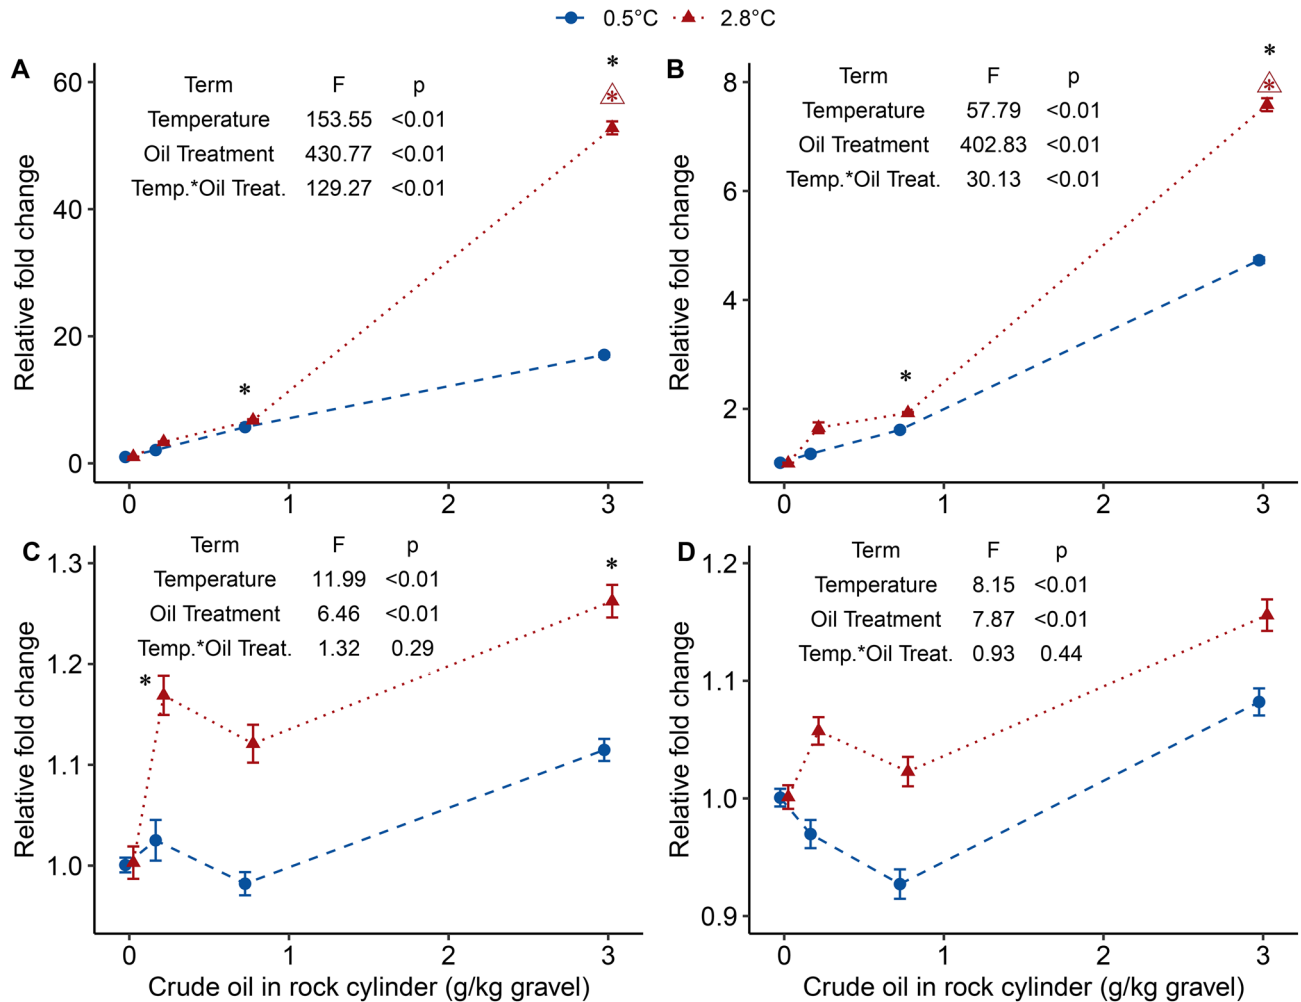 0.5°C 2.8°C
A
Term F p
Temperature 153.55 <0.01
Oil Treatment 430.77 <0.01
Temp.*Oil Treat. 129.27 <0.01
*
*
*
60
40
20
0
Relative fold change
0 1 2 3
B
Term F p
Temperature 57.79 <0.01
Oil Treatment 402.83 <0.01
Temp.*Oil Treat. 30.13 <0.01
*
*
*
8
6
4
2
Relative fold change
0 1 2 3
C
Term F p
Temperature 11.99 <0.01
Oil Treatment 6.46 <0.01
Temp.*Oil Treat. 1.32 0.29
*
*
1.3
1.2
1.1
1.0
Relative fold change
0 1 2 3
Crude oil in rock cylinder (g/kg gravel)
D
Term F p
Temperature 8.15 <0.01
Oil Treatment 7.87 <0.01
Temp.*Oil Treat. 0.93 0.44
1.2
1.1
1.0
0.9
Relative fold change
0 1 2 3
Crude oil in rock cylinder (g/kg gravel)